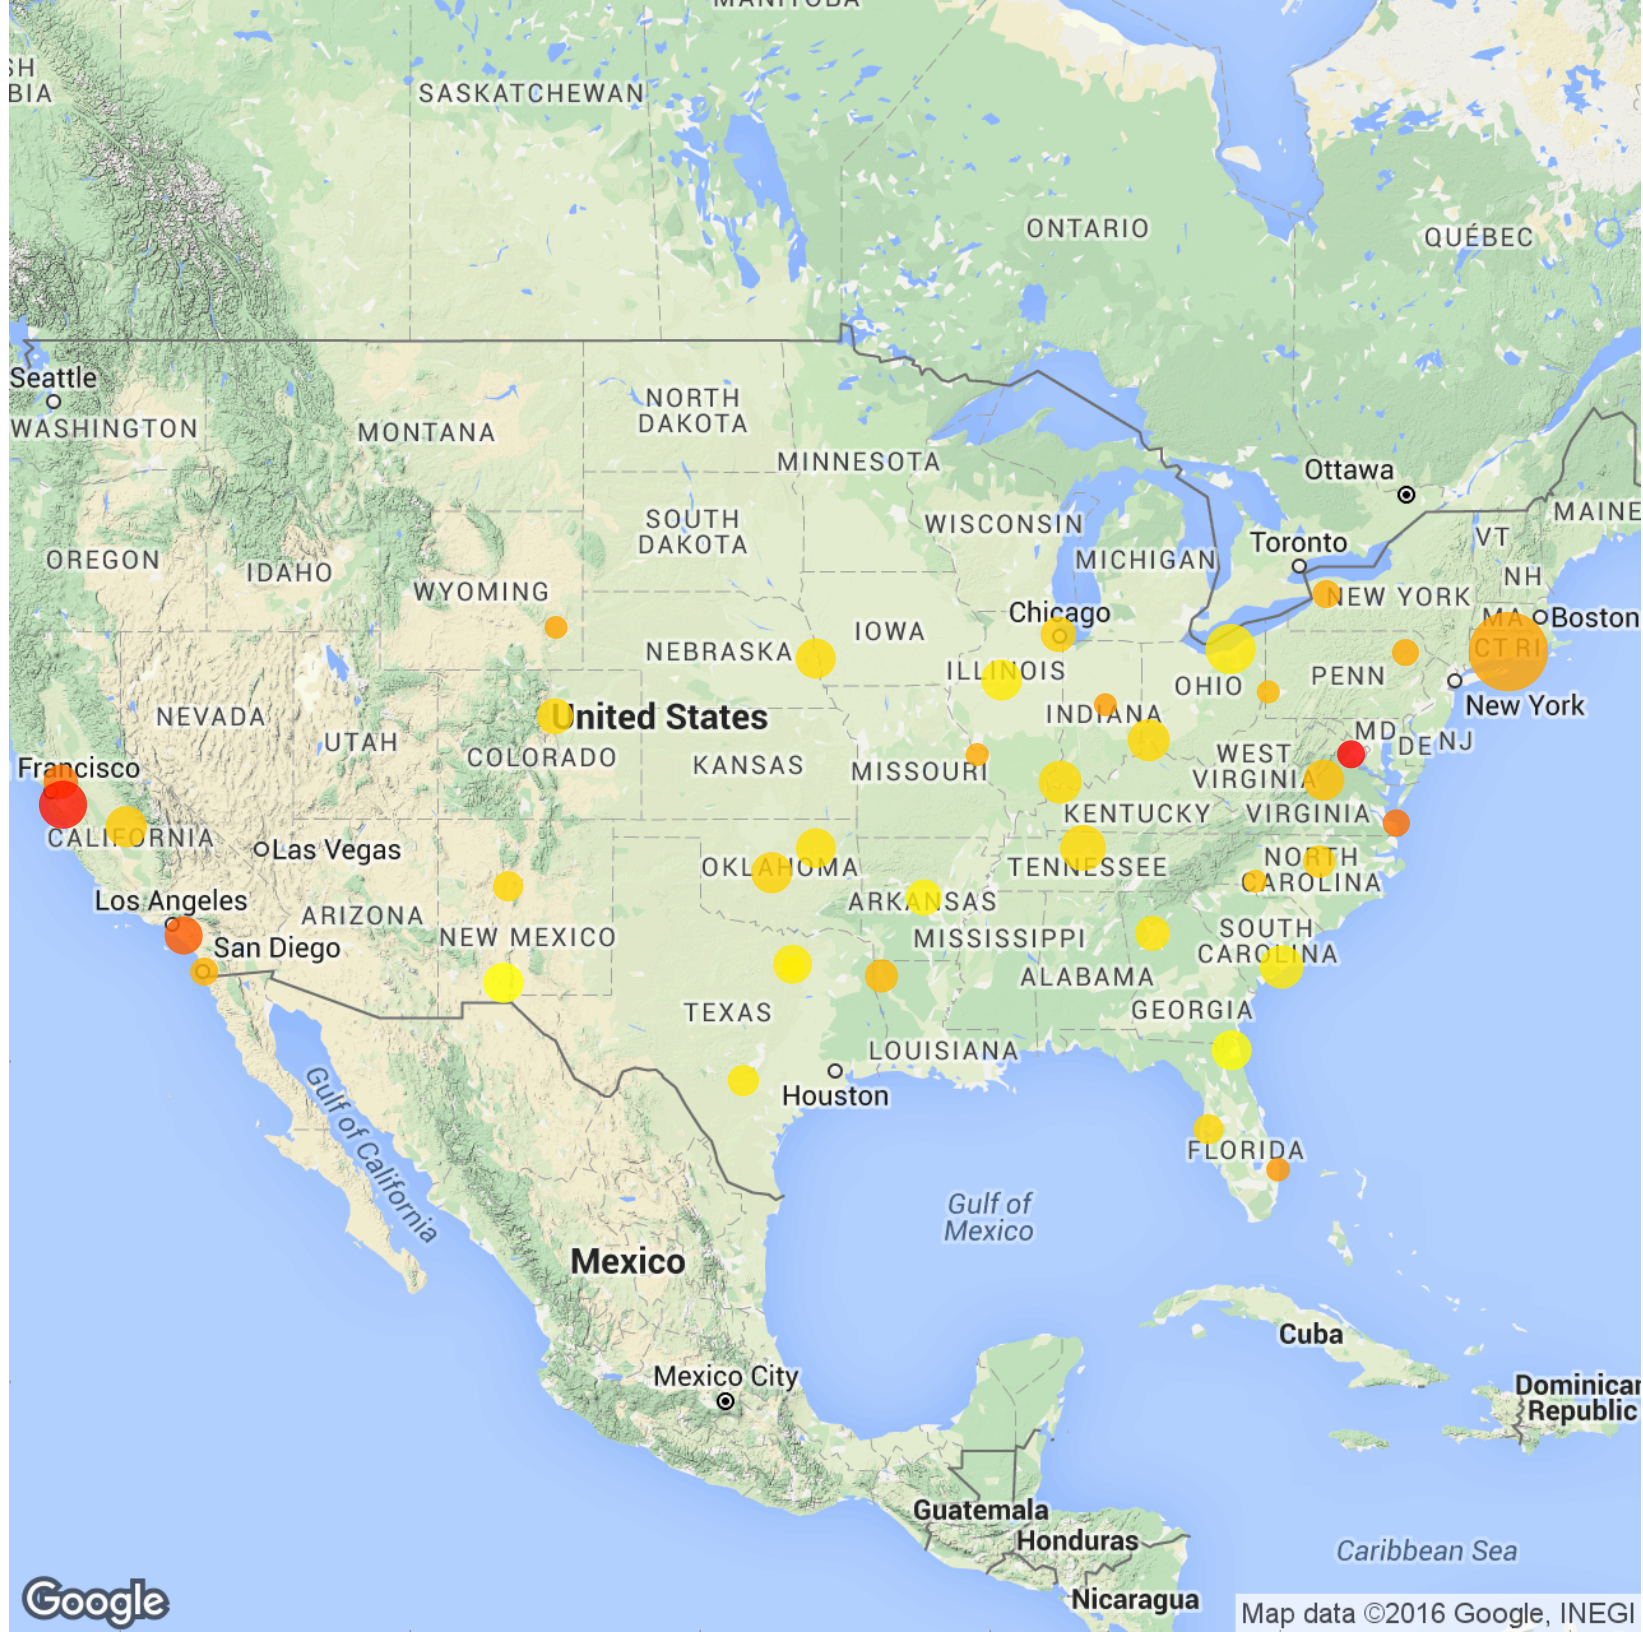 MANITOBA
SH
BIA
SASKATCHEWAN
ONTARIO
QUÉBEC
Seattle
WASHINGTON
MONTANA
NORTH
DAKOTA
MINNESOTA
Ottawa
MAINE
OREGON
IDAHO
SOUTH
DAKOTA
WISCONSIN
MICHIGAN
Toronto
VT
NH
WYOMING
NEW YORK
Chicago
MA
Boston
NEBRASKA
IOWA
ILLINOIS
OHIO
PENN
CT RI
New York
NEVADA
UTAH
United States
COLORADO
KANSAS
MISSOURI
INDIANA
WEST
VIRGINIA
MD
DE
NJ
Francisco
CALIFORNIA
Las Vegas
KENTUCKY
VIRGINIA
OKLAHOMA
TENNESSEE
NORTH
CAROLINA
Los Angeles
ARIZONA
NEW MEXICO
ARKANSAS
San Diego
MISSISSIPPI
SOUTH
CAROLINA
ALABAMA
TEXAS
GEORGIA
LOUISIANA
Houston
Gulf of California
FLORIDA
Gulf of
Mexico
Mexico
Cuba
Mexico City
Dominican
Republic
Guatemala
Honduras
Caribbean Sea
Nicaragua
Google
Map data ©2016 Google, INEGI